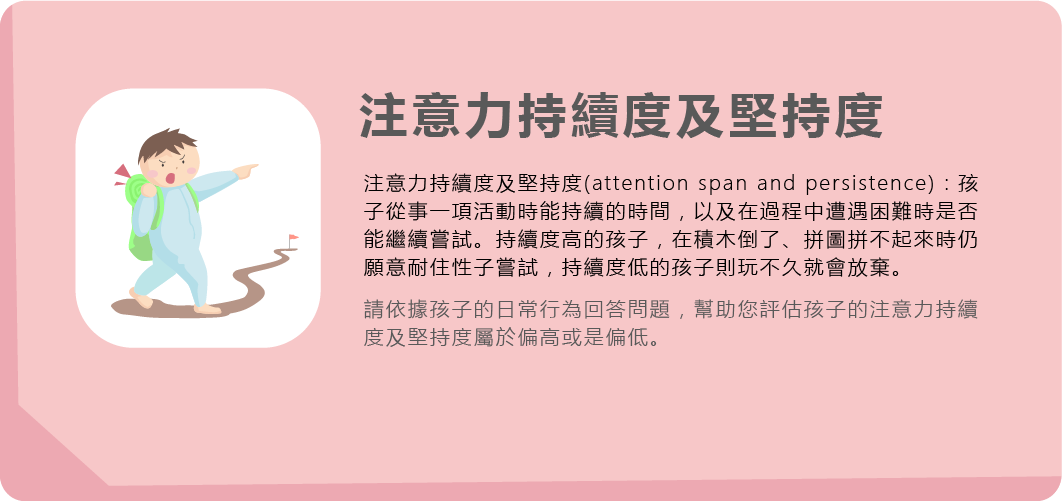 注意力持續度及堅持度
注意力持續度及堅持度(attention span and persistence)：孩
子從事一項活動時能持續的時間，以及在過程中遭遇困難時是否
能繼續嘗試。持續度高的孩子，在積木倒了、拼圖拼不起來時仍
願意耐住性子嘗試，持續度低的孩子則玩不久就會放棄。
請依據孩子的日常行為回答問題，幫助您評估孩子的注意力持續
度及堅持度屬於偏高或是偏低。